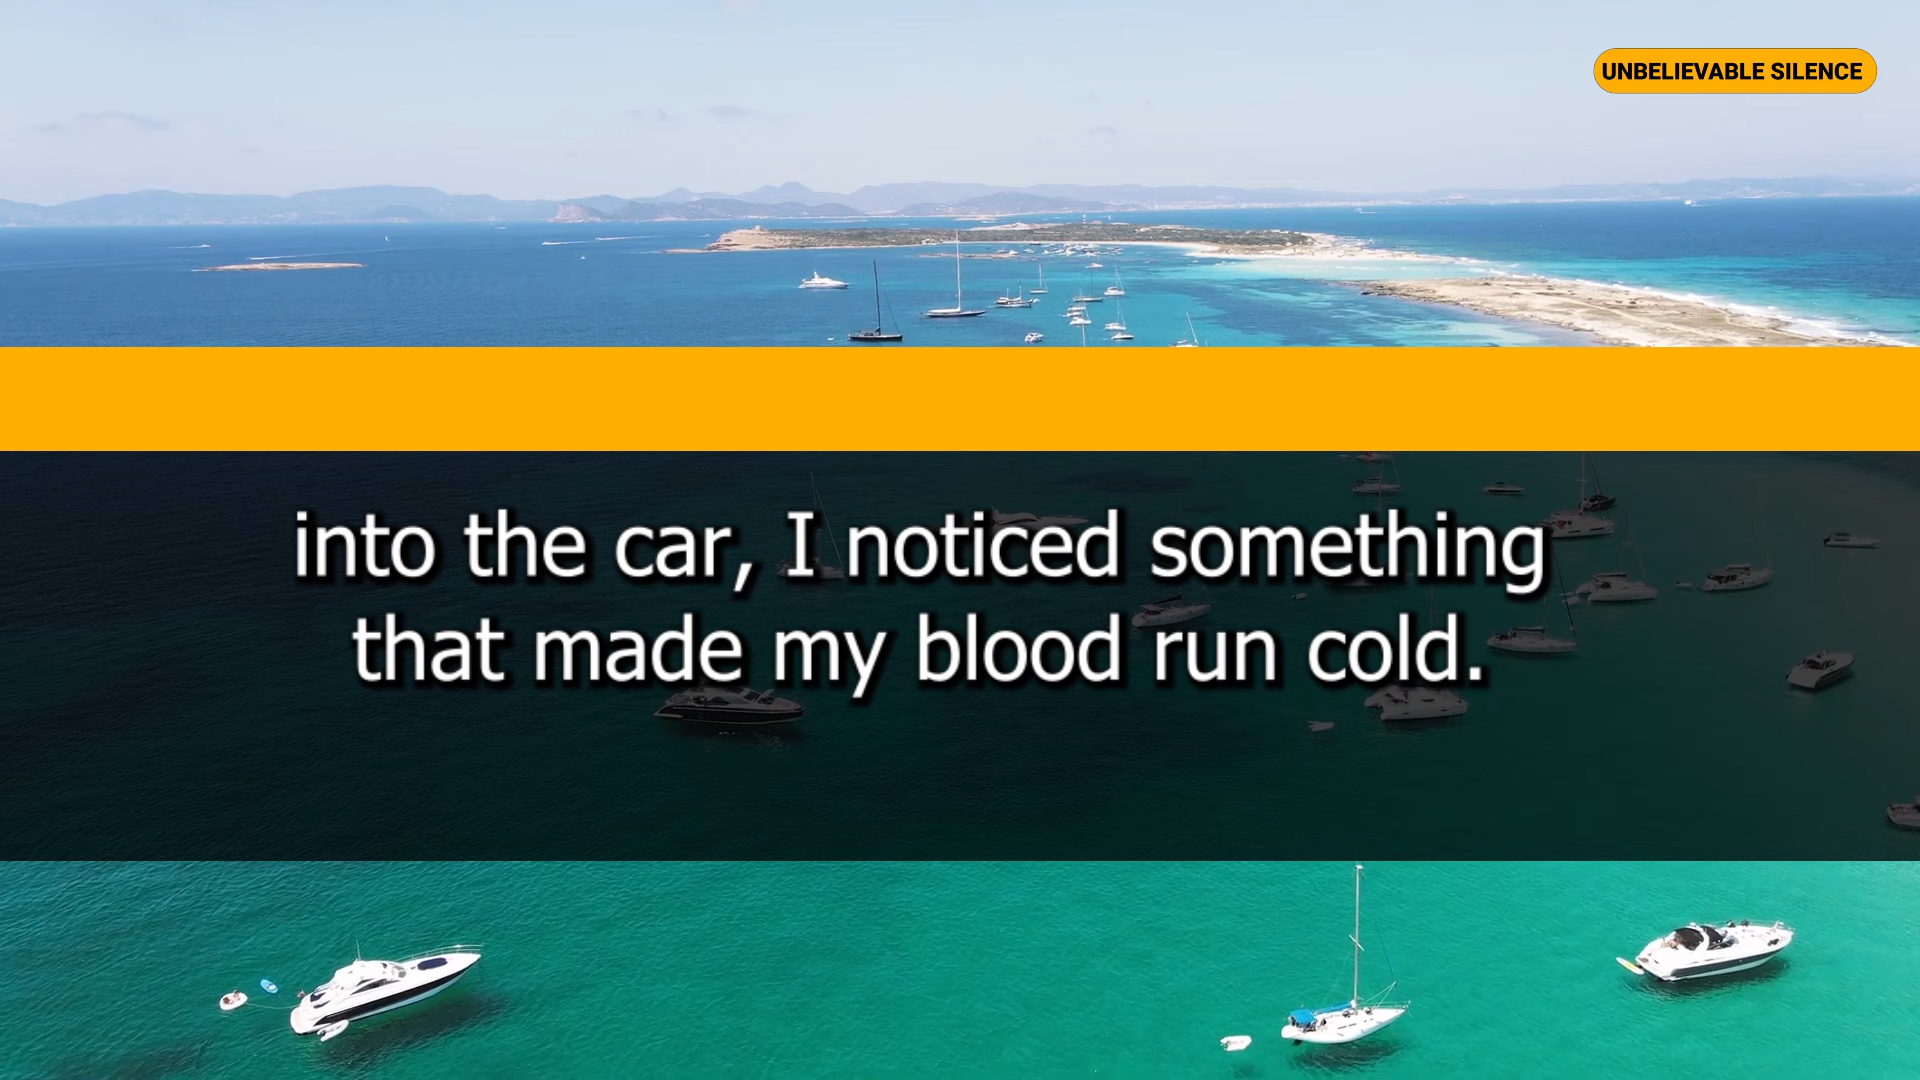 UNBELIEVABLE SILENCE
into the car, I noticed something
that made my blood run cold.